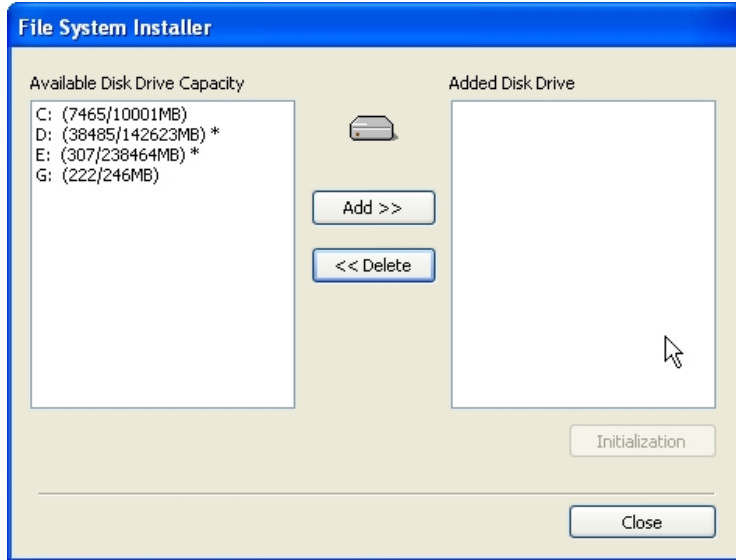 File System Installer
Available Disk Drive Capacity
C: (7465/10001MB)
D: (38485/142623MB) *
E: (307/238464MB) *
G: (222/246MB)
Add >>
<< Delete
Added Disk Drive
Initialization
Close